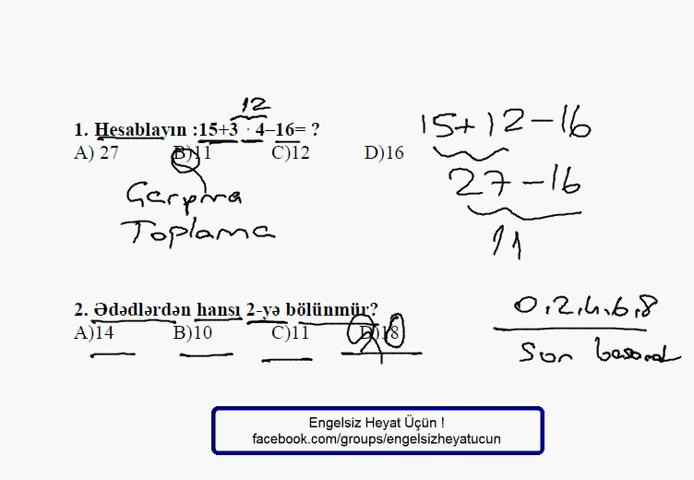 12
1. Hesablayın :15+3 · 4–16= ?
A) 27 B)11 C)12 D)16
15+12-16
27-16
11
Toplama
2. Ədədlərdən hansı 2-yə bölünmür?
A)14 B)10 C)11 D)18
0,2,4,6,8
Son
Engelsiz Heyat Üçün !
facebook.com/groups/engelsizheyatucun